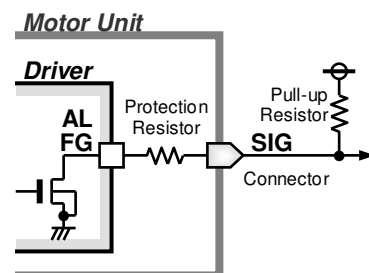 Motor Unit
Driver
AL
FG
Protection
Resistor
SIG
Connector
Pull-up
Resistor